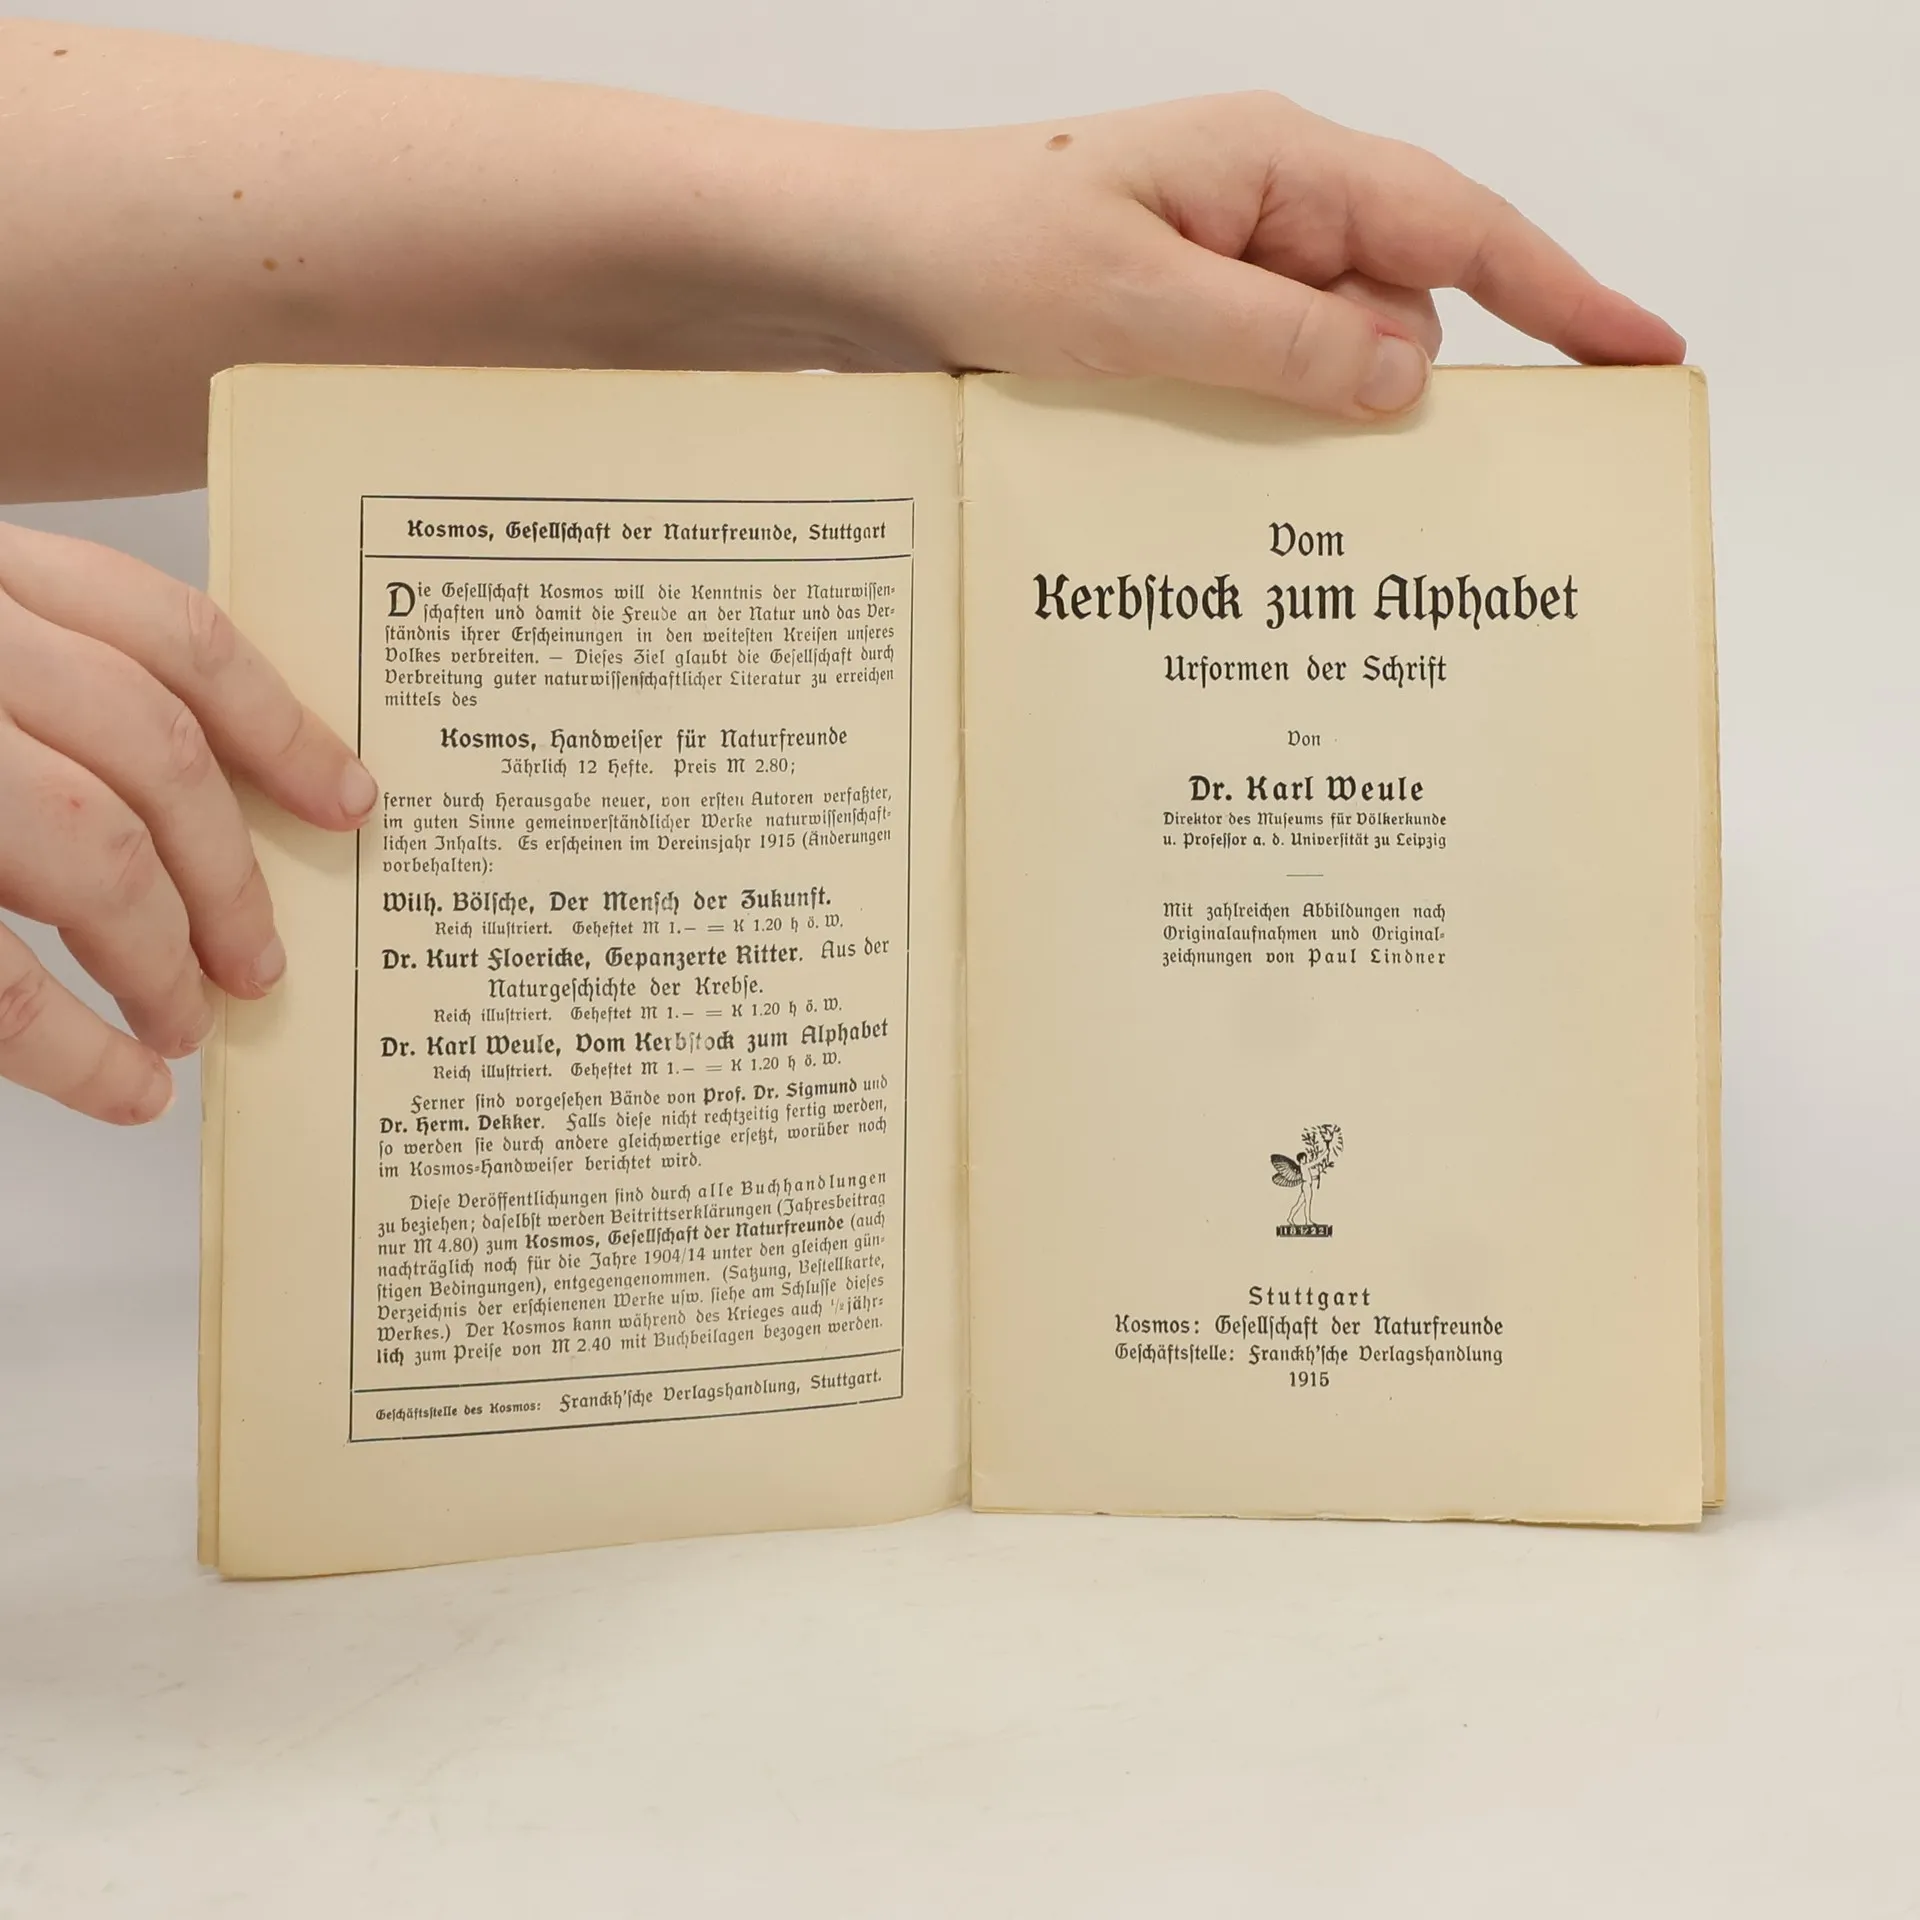 Kosmos, Gesellschaft der Naturfreunde, Stuttgart
Die Gesellschaft Kosmos will die Kenntnis der Naturwissen-
schaften und damit die Freude an der Natur und das Ver-
ständnis ihrer Erscheinungen in den weitesten Kreisen unseres
Volkes verbreiten. — Dieses Ziel glaubt die Gesellschaft durch
Verbreitung guter naturwissenschaftlicher Literatur zu erreichen
mittels des
Kosmos, Handweiser für Naturfreunde
Jährlich 12 Hefte. Preis M 2.80;
ferner durch Herausgabe neuer, von ersten Autoren verfaßter,
im guten Sinne gemeinverständlicher Werke naturwissenschaft-
lichen Inhalts. Es erscheinen im Vereinsjahr 1915 (Änderungen
vorbehalten):
Wilh. Bölsche, Der Mensch der Zukunft.
Reich illustriert. Geheftet M 1.— = K 1.20 h ö. W.
Dr. Kurt Floericke, Gepanzerte Ritter. Aus der
Naturgeschichte der Krebse.
Reich illustriert. Geheftet M 1.— = K 1.20 h ö. W.
Dr. Karl Weule, Vom Kerbstock zum Alphabet
Reich illustriert. Geheftet M 1.— = K 1.20 h ö. W.
Ferner sind vorgesehen Bände von Prof. Dr. Sigmund und
Dr. Herm. Dekker. Falls diese nicht rechtzeitig fertig werden,
so werden sie durch andere gleichwertige ersetzt, worüber noch
im Kosmos-Handweiser berichtet wird.
Diese Veröffentlichungen sind durch alle Buchhandlungen
zu beziehen; daselbst werden Beitrittserklärungen (Jahresbeitrag
nur M 4.80) zum Kosmos, Gesellschaft der Naturfreunde (auch
nachträglich noch für die Jahre 1904/14 unter den gleichen gün-
stigen Bedingungen), entgegengenommen. (Satzung, Bestellkarte,
Verzeichnis der erschienenen Werke usw. siehe am Schlusse dieses
Werkes.) Der Kosmos kann während des Krieges auch 1/2 jähr-
lich zum Preise von M 2.40 mit Buchbeilagen bezogen werden.
Geschäftsstelle des Kosmos: Franckh'sche Verlagshandlung, Stuttgart.
Vom
Kerbstock zum Alphabet
Urformen der Schrift
Von
Dr. Karl Weule
Direktor des Museums für Völkerkunde
u. Professor a. d. Universität zu Leipzig
Mit zahlreichen Abbildungen nach
Originalaufnahmen und Original-
zeichnungen von Paul Lindner
Stuttgart
Kosmos: Gesellschaft der Naturfreunde
Geschäftsstelle: Franckh'sche Verlagshandlung
1915